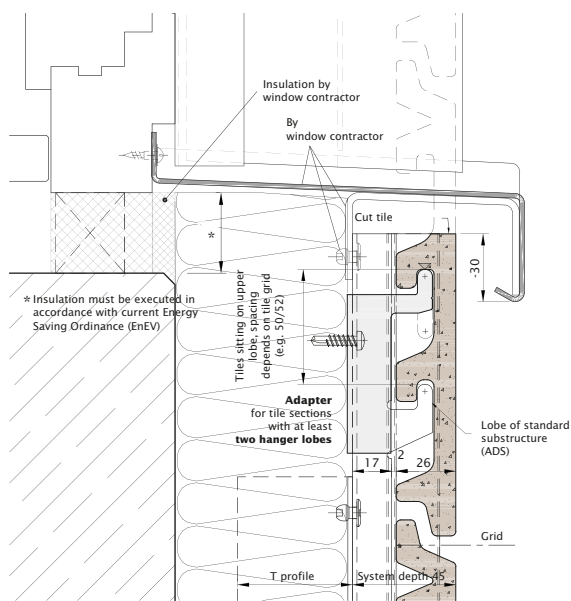 Insulation by
window contractor
By
window contractor
Cut tile
*
-30
* Insulation must be executed in
accordance with current Energy
Saving Ordinance (EnEV)
Tiles sitting on upper
lobe, spacing
depends on tile grid
(e.g. 50/52)
Adapter
for tile sections
with at least
two hanger lobes
Lobe of standard
substructure
(ADS)
17
2
26
Grid
T profile
System depth 45